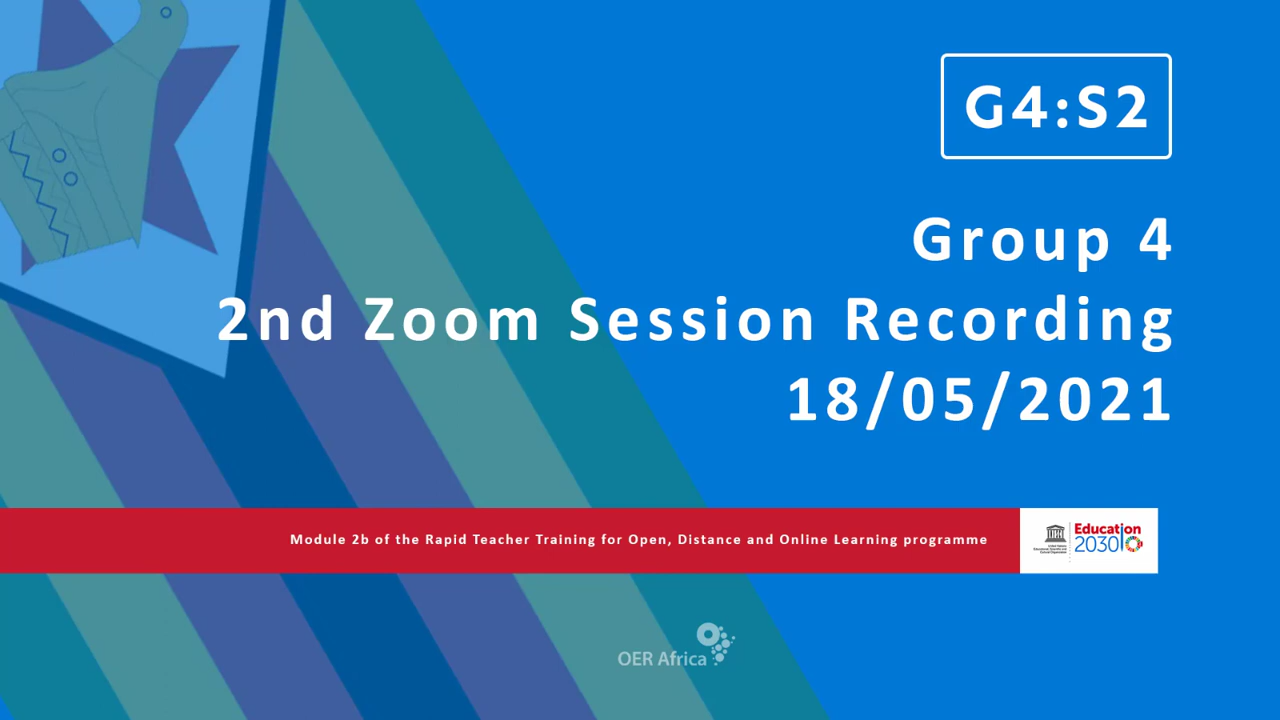 G4:S2
Group 4
2nd Zoom Session Recording
18/05/2021
Module 2b of the Rapid Teacher Training for Open, Distance and Online Learning programme
Education
2030
OER Africa